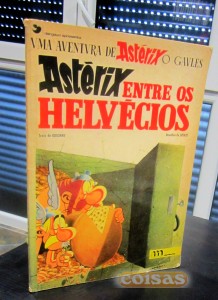 UMA AVENTURA DE Astérix O GAULÊS
Astérix
ENTRE OS
HELVÉCIOS
coisas